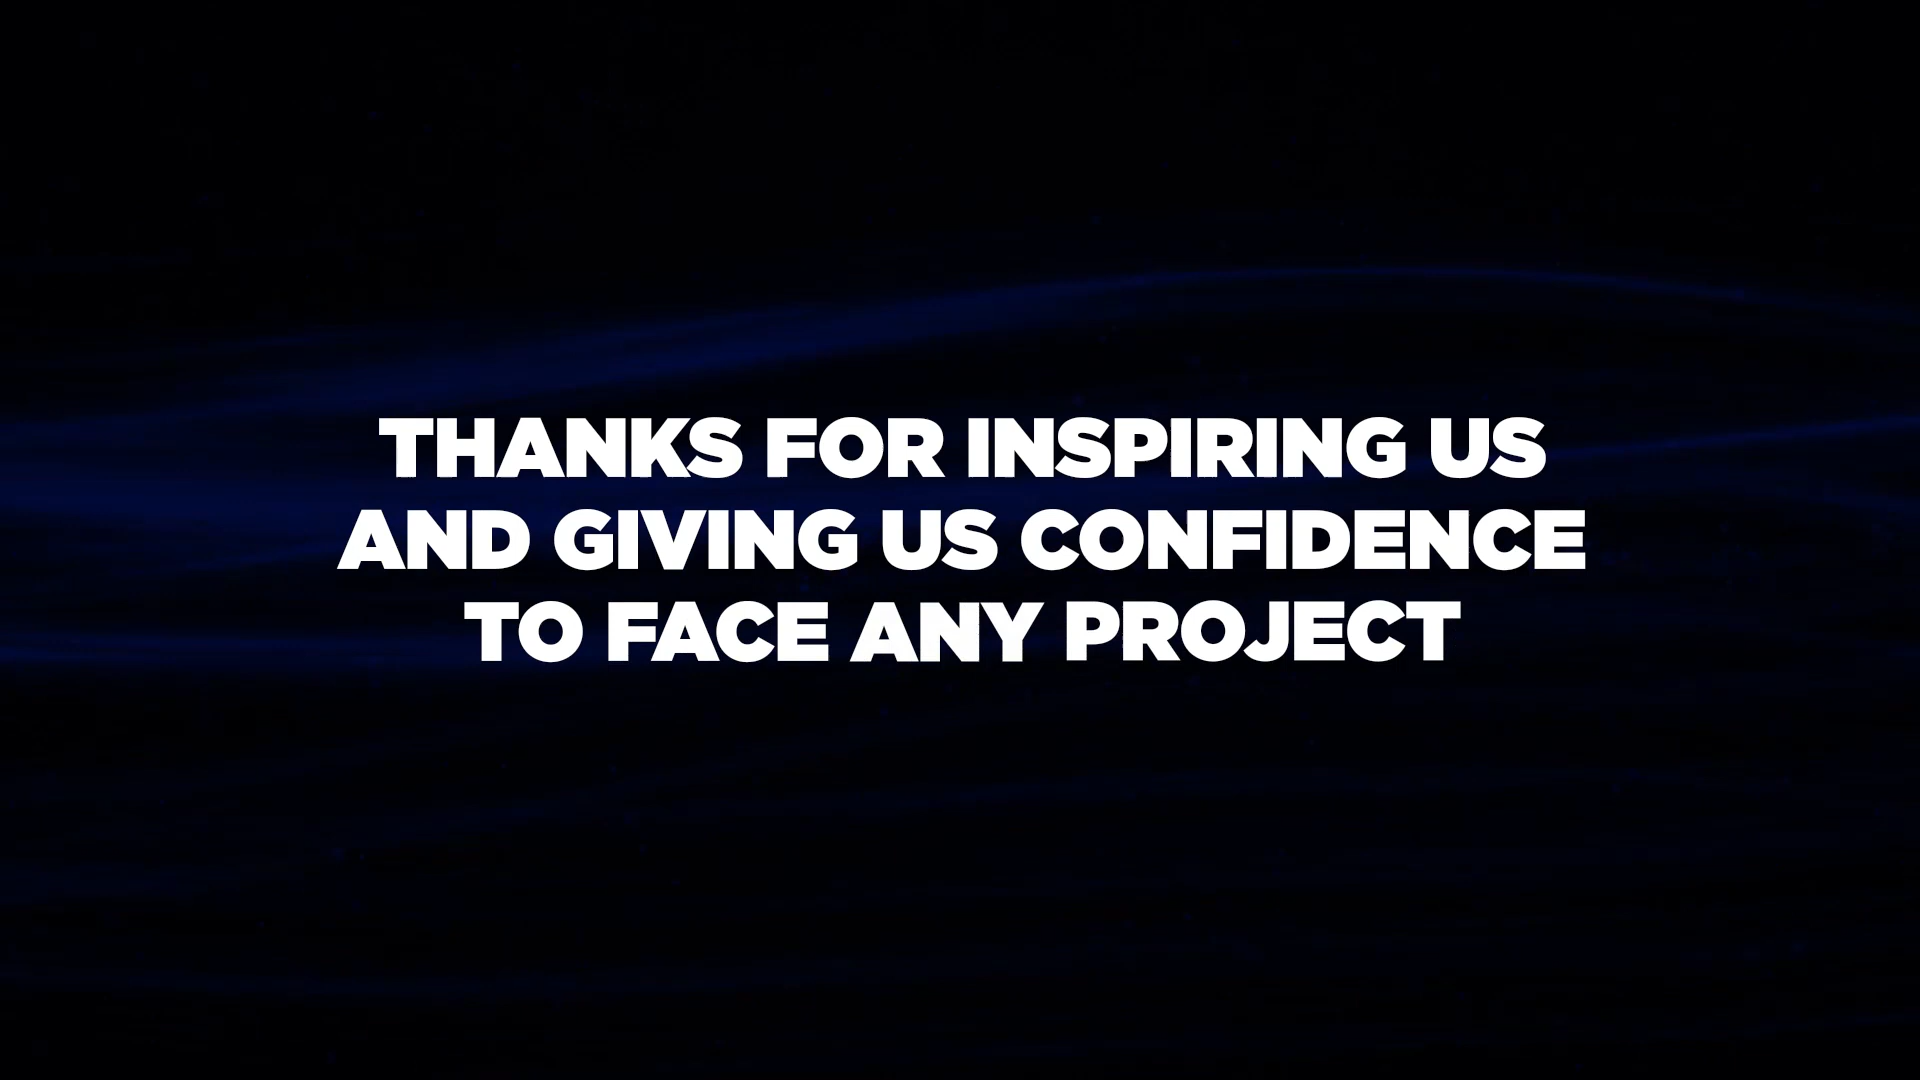 THANKS FOR INSPIRING US
AND GIVING US CONFIDENCE
TO FACE ANY PROJECT